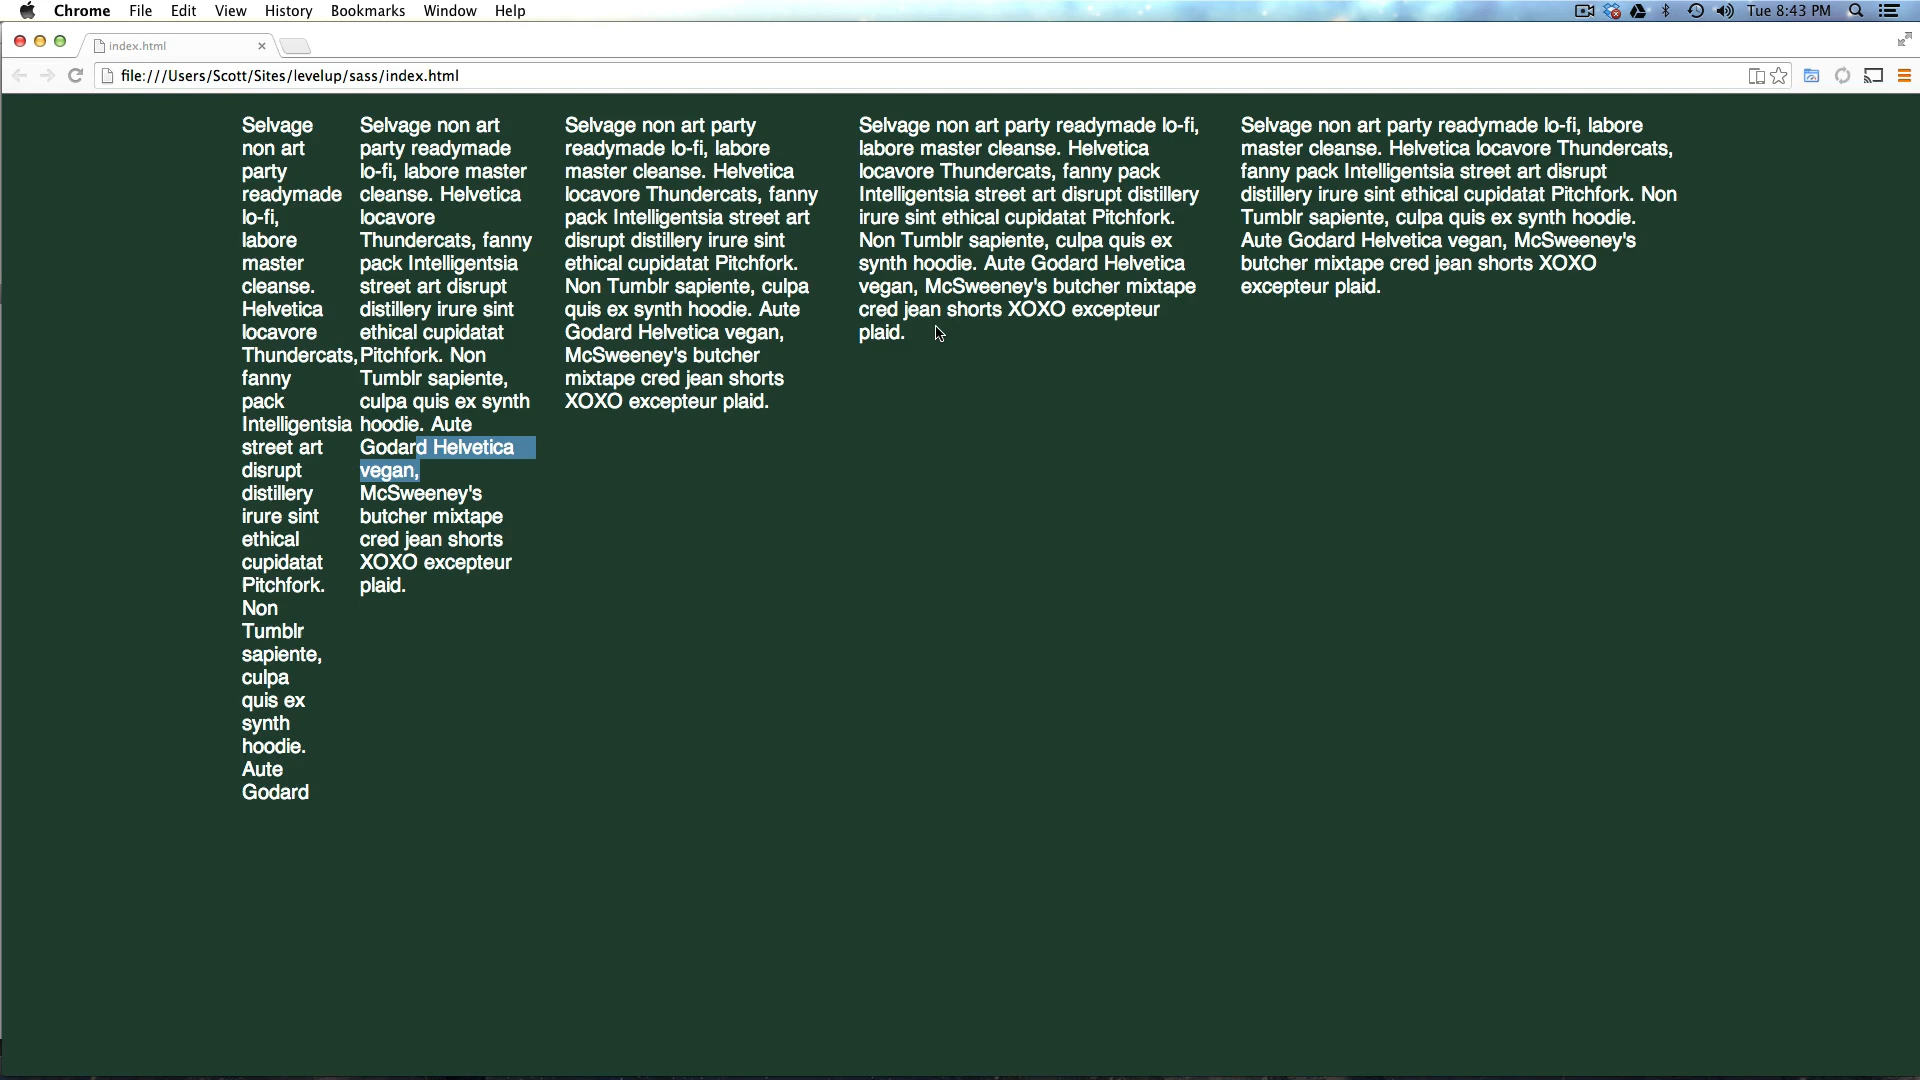 Chrome File Edit View History Bookmarks Window Help Tue 8:43 PM
index.html
file:///Users/Scott/Sites/levelup/sass/index.html
Selvage
non art
party
readymade
lo-fi,
labore
master
cleanse.
Helvetica
locavore
Thundercats,
fanny
pack
Intelligentsia
street art
disrupt
distillery
irure sint
ethical
cupidatat
Pitchfork.
Non
Tumblr
sapiente,
culpa
quis ex
synth
hoodie.
Aute
Godard
Selvage non art
party readymade
lo-fi, labore master
cleanse. Helvetica
locavore
Thundercats, fanny
pack Intelligentsia
street art disrupt
distillery irure sint
ethical cupidatat
Pitchfork. Non
Tumblr sapiente,
culpa quis ex synth
hoodie. Aute
Godard Helvetica
vegan,
McSweeney's
butcher mixtape
cred jean shorts
XOXO excepteur
plaid.
Selvage non art party
readymade lo-fi, labore
master cleanse. Helvetica
locavore Thundercats, fanny
pack Intelligentsia street art
disrupt distillery irure sint
ethical cupidatat Pitchfork.
Non Tumblr sapiente, culpa
quis ex synth hoodie. Aute
Godard Helvetica vegan,
McSweeney's butcher
mixtape cred jean shorts
XOXO excepteur plaid.
Selvage non art party readymade lo-fi,
labore master cleanse. Helvetica
locavore Thundercats, fanny pack
Intelligentsia street art disrupt distillery
irure sint ethical cupidatat Pitchfork.
Non Tumblr sapiente, culpa quis ex
synth hoodie. Aute Godard Helvetica
vegan, McSweeney's butcher mixtape
cred jean shorts XOXO excepteur
plaid.
Selvage non art party readymade lo-fi, labore
master cleanse. Helvetica locavore Thundercats,
fanny pack Intelligentsia street art disrupt
distillery irure sint ethical cupidatat Pitchfork. Non
Tumblr sapiente, culpa quis ex synth hoodie.
Aute Godard Helvetica vegan, McSweeney's
butcher mixtape cred jean shorts XOXO
excepteur plaid.